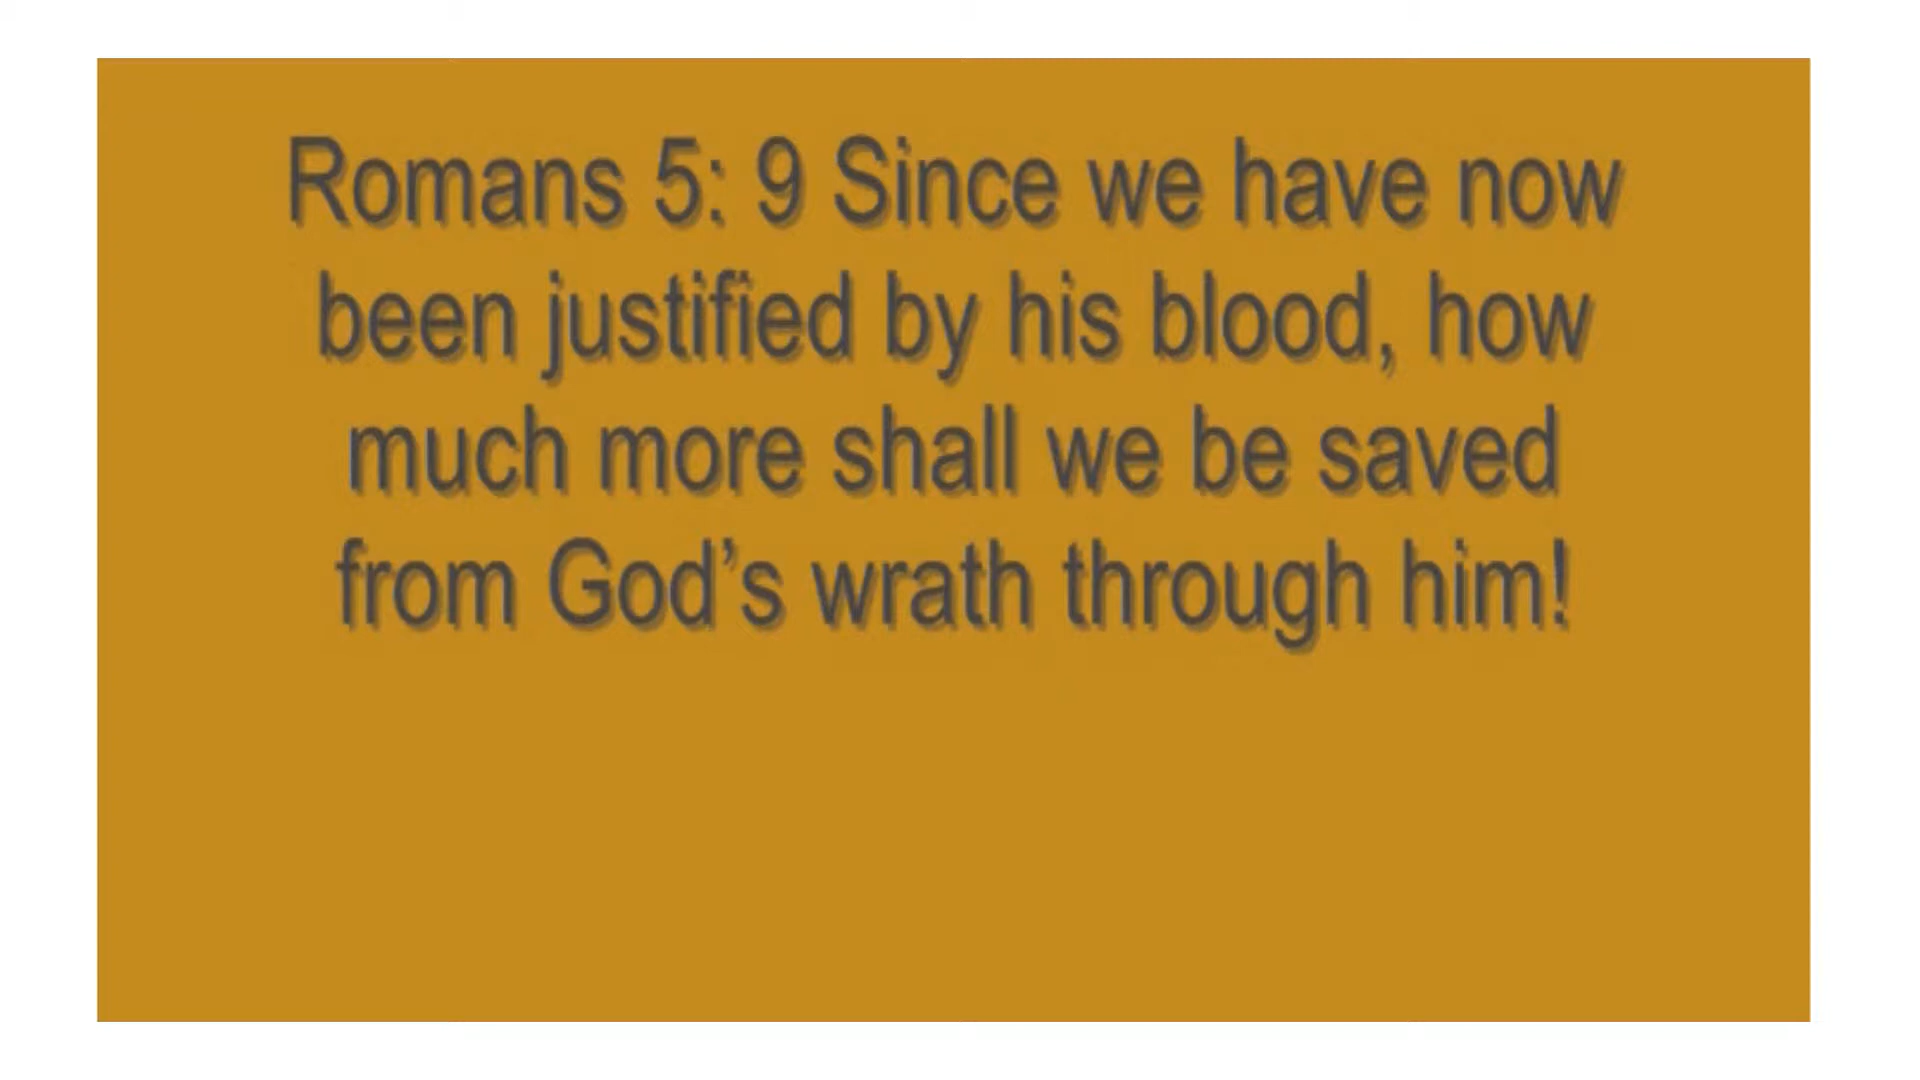 Romans 5: 9 Since we have now
been justified by his blood, how
much more shall we be saved
from God’s wrath through him!